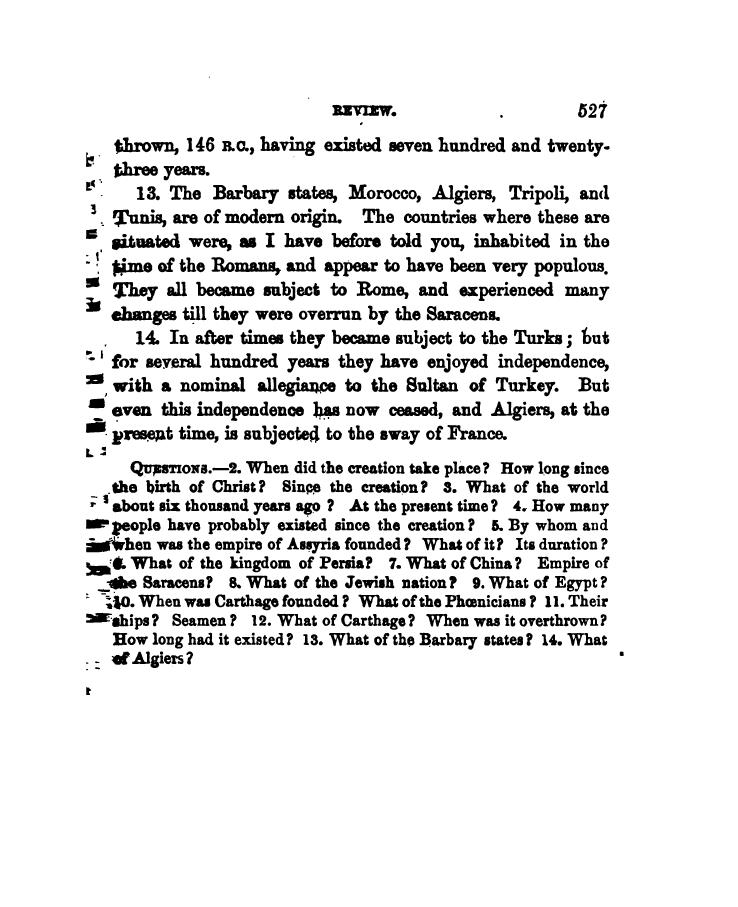 REVIEW. 527
thrown, 146 B.C., having existed seven hundred and twenty-
three years.
13. The Barbary states, Morocco, Algiers, Tripoli, and
Tunis, are of modern origin. The countries where these are
situated were, as I have before told you, inhabited in the
time of the Romans, and appear to have been very populous.
They all became subject to Rome, and experienced many
changes till they were overrun by the Saracens.
14. In after times they became subject to the Turks; but
for several hundred years they have enjoyed independence,
with a nominal allegiance to the Sultan of Turkey. But
even this independence has now ceased, and Algiers, at the
present time, is subjected to the sway of France.
QUESTIONS.—2. When did the creation take place? How long since
the birth of Christ? Since the creation? 3. What of the world
about six thousand years ago? At the present time? 4. How many
people have probably existed since the creation? 5. By whom and
when was the empire of Assyria founded? What of it? Its duration?
6. What of the kingdom of Persia? 7. What of China? Empire of
the Saracens? 8. What of the Jewish nation? 9. What of Egypt?
10. When was Carthage founded? What of the Phœnicians? 11. Their
ships? Seamen? 12. What of Carthage? When was it overthrown?
How long had it existed? 13. What of the Barbary states? 14. What
of Algiers?